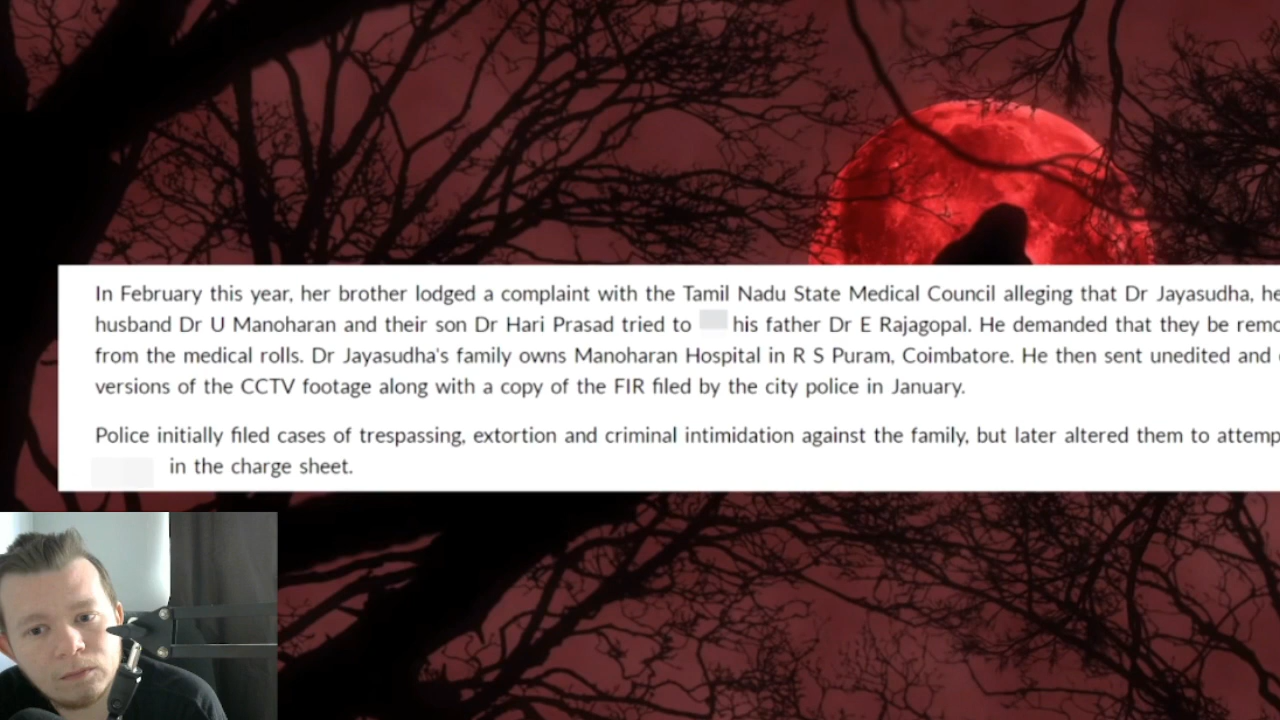 In February this year, her brother lodged a complaint with the Tamil Nadu State Medical Council alleging that Dr Jayasudha, he
husband Dr U Manoharan and their son Dr Hari Prasad tried to his father Dr E Rajagopal. He demanded that they be remo
from the medical rolls. Dr Jayasudha's family owns Manoharan Hospital in R S Puram, Coimbatore. He then sent unedited and
versions of the CCTV footage along with a copy of the FIR filed by the city police in January.
Police initially filed cases of trespassing, extortion and criminal intimidation against the family, but later altered them to attemp
in the charge sheet.